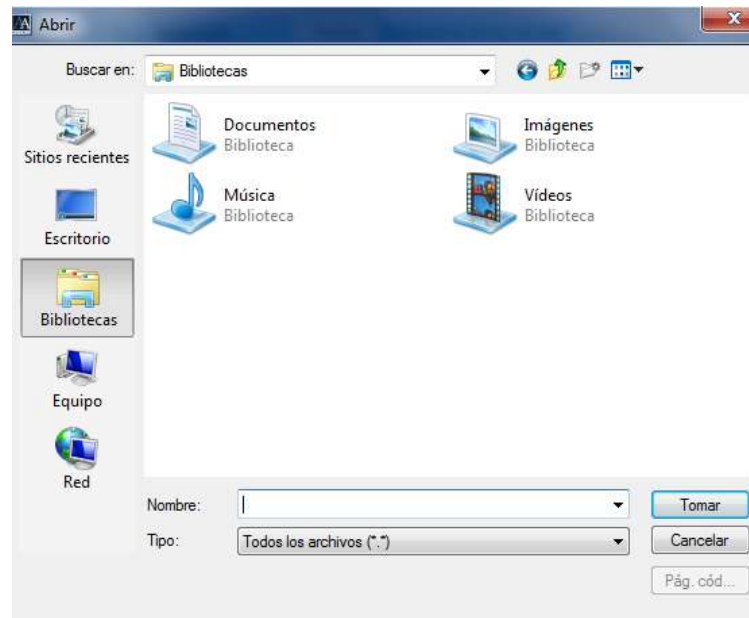 Abrir
Buscar en:
Bibliotecas
Sitios recientes
Escritorio
Bibliotecas
Equipo
Red
Documentos
Biblioteca
Imágenes
Biblioteca
Música
Biblioteca
Vídeos
Biblioteca
Nombre:
Tomar
Tipo:
Todos los archivos (*.*)
Cancelar
Pág. cód...